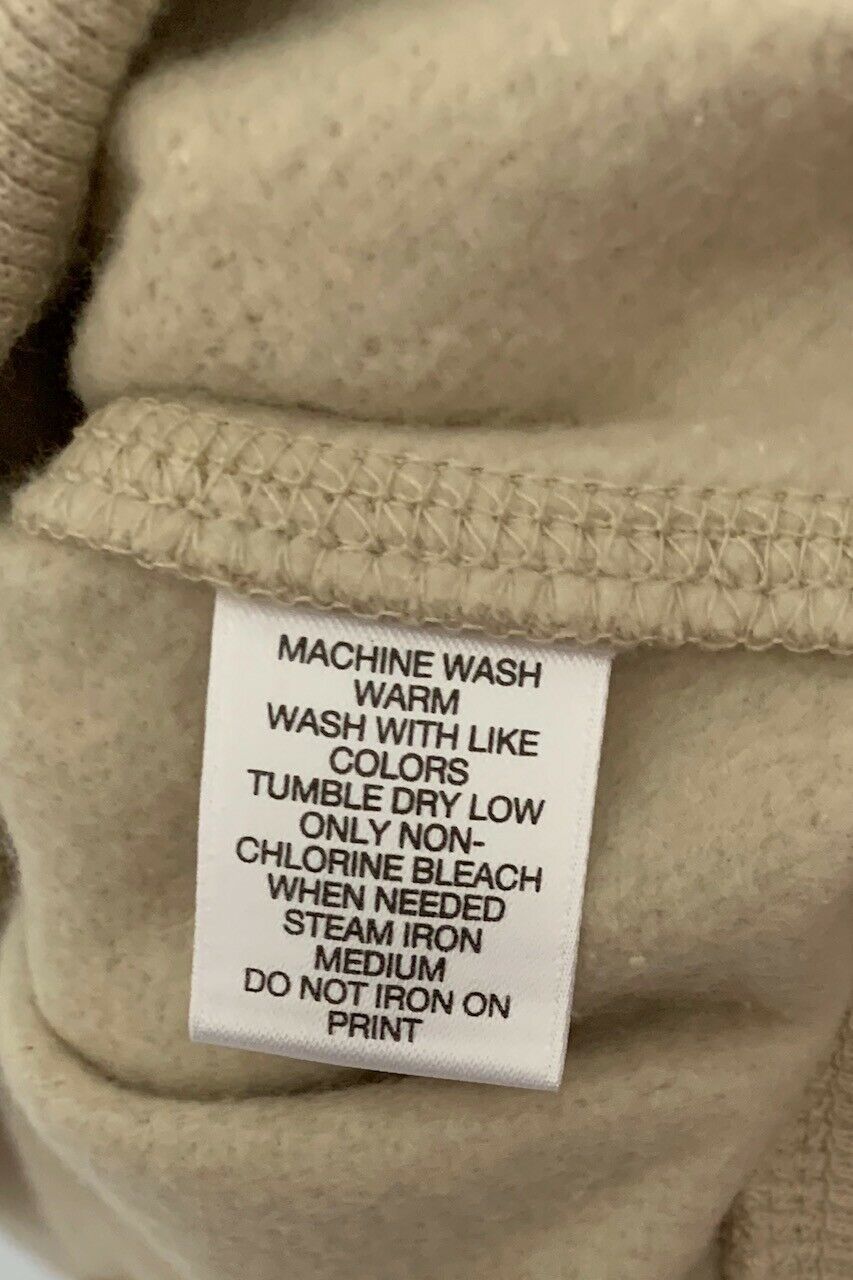 MACHINE WASH
WARM
WASH WITH LIKE
COLORS
TUMBLE DRY LOW
ONLY NON-
CHLORINE BLEACH
WHEN NEEDED
STEAM IRON
MEDIUM
DO NOT IRON ON
PRINT